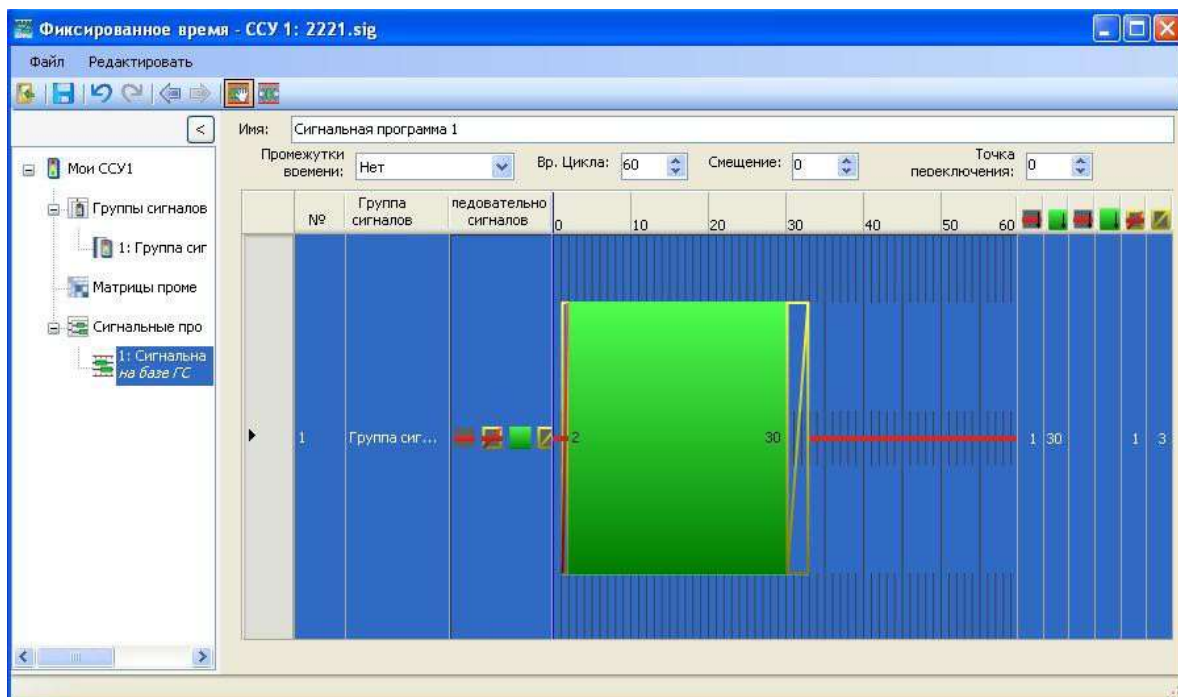 Фиксированное время - ССУ 1: 2221.sig
Файл Редактировать
<
Имя: Сигнальная программа 1
Промежутки времени: Нет Вр. Цикла: 60 Смещение: 0 Точка переключения: 0
Мои ССУ1
Группы сигналов
1: Группа сиг
Матрицы проме
Сигнальные про
1: Сигнальна
на базе ГС
№ Группа сигналов ледовательно сигналов 0 10 20 30 40 50 60
1 Группа сиг... 2 30 1 30 1 3